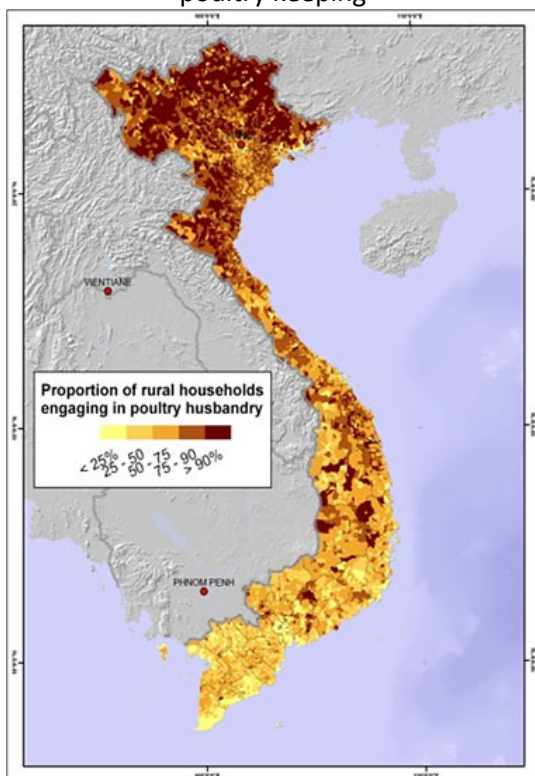 poultry keeping
VIENTIANE
Proportion of rural households
engaging in poultry husbandry
< 25%
25 - 50
50 - 75
75 - 90
> 90%
PHNOM PENH